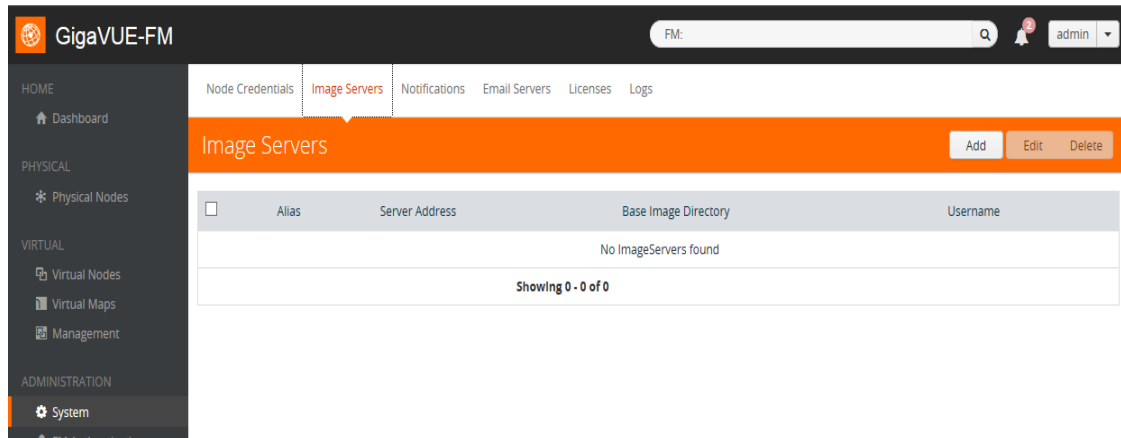 GigaVUE-FM
FM:
2
admin
HOME
Dashboard
PHYSICAL
Physical Nodes
VIRTUAL
Virtual Nodes
Virtual Maps
Management
ADMINISTRATION
System
Node Credentials Image Servers Notifications Email Servers Licenses Logs
Image Servers
Add Edit Delete
Alias Server Address Base Image Directory Username
No ImageServers found
Showing 0 - 0 of 0